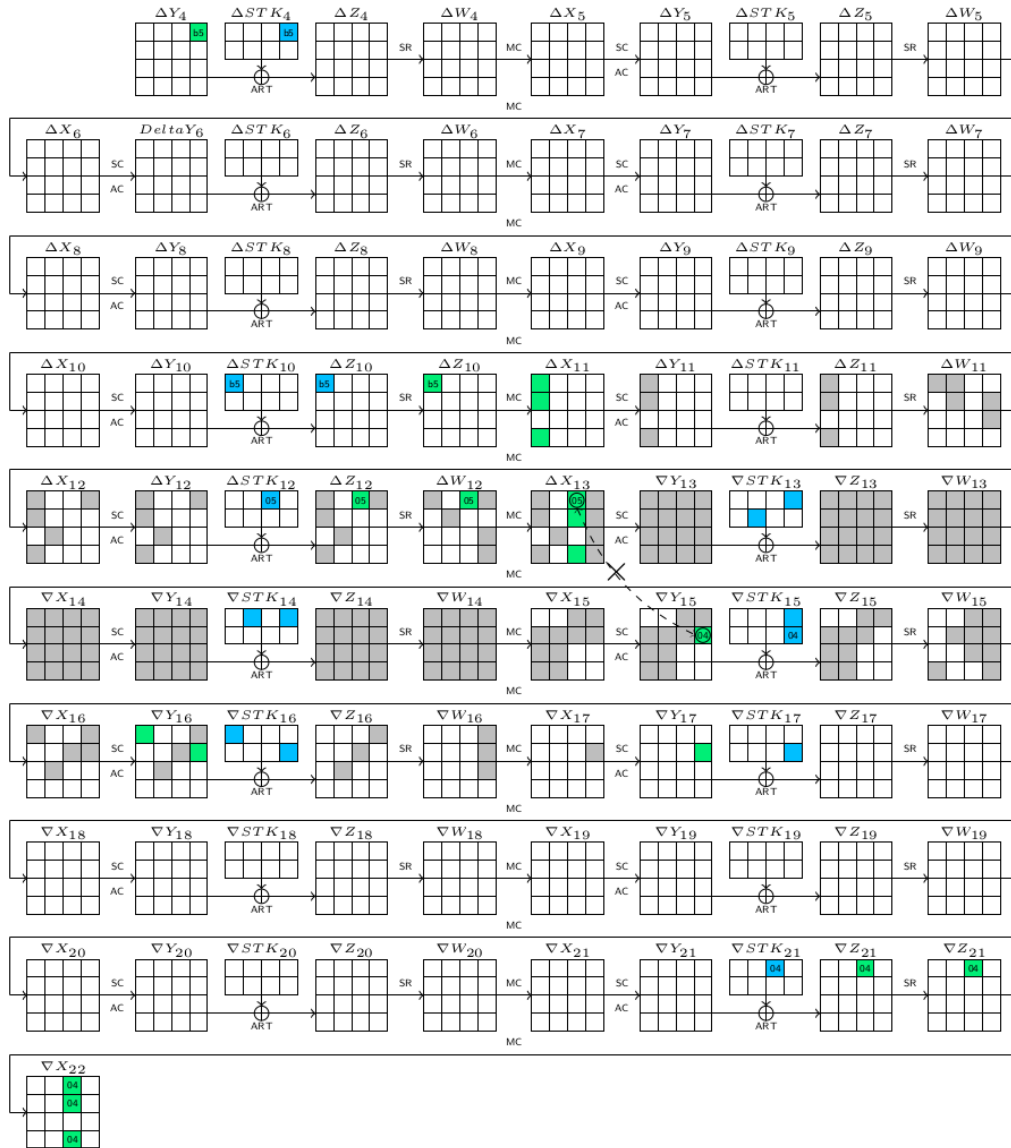 ΔY₄ ΔSTK₄ ΔZ₄ ΔW₄ ΔX₅ ΔY₅ ΔSTK₅ ΔZ₅ ΔW₅
b5 b5
SR MC SC SR
AC
ART ART
MC
ΔX₆ DeltaY₆ ΔSTK₆ ΔZ₆ ΔW₆ ΔX₇ ΔY₇ ΔSTK₇ ΔZ₇ ΔW₇
SC SR MC SC SR
AC AC
ART ART
MC
ΔX₈ ΔY₈ ΔSTK₈ ΔZ₈ ΔW₈ ΔX₉ ΔY₉ ΔSTK₉ ΔZ₉ ΔW₉
SC SR MC SC SR
AC AC
ART ART
MC
ΔX₁₀ ΔY₁₀ ΔSTK₁₀ ΔZ₁₀ ΔZ₁₀ ΔX₁₁ ΔY₁₁ ΔSTK₁₁ ΔZ₁₁ ΔW₁₁
b5 b5 b5
SC SR MC SC SR
AC AC
ART ART
MC
ΔX₁₂ ΔY₁₂ ΔSTK₁₂ ΔZ₁₂ ΔW₁₂ ΔX₁₃ ∇Y₁₃ ∇STK₁₃ ∇Z₁₃ ∇W₁₃
05 05 05 05
SC SR MC SC SR
AC AC
ART ART
MC
∇X₁₄ ∇Y₁₄ ∇STK₁₄ ∇Z₁₄ ∇W₁₄ ∇X₁₅ ∇Y₁₅ ∇STK₁₅ ∇Z₁₅ ∇W₁₅
04 04
SC SR MC SC SR
AC AC
ART ART
MC
∇X₁₆ ∇Y₁₆ ∇STK₁₆ ∇Z₁₆ ∇W₁₆ ∇X₁₇ ∇Y₁₇ ∇STK₁₇ ∇Z₁₇ ∇W₁₇
SC SR MC SC SR
AC AC
ART ART
MC
∇X₁₈ ∇Y₁₈ ∇STK₁₈ ∇Z₁₈ ∇W₁₈ ∇X₁₉ ∇Y₁₉ ∇STK₁₉ ∇Z₁₉ ∇W₁₉
SC SR MC SC SR
AC AC
ART ART
MC
∇X₂₀ ∇Y₂₀ ∇STK₂₀ ∇Z₂₀ ∇W₂₀ ∇X₂₁ ∇Y₂₁ ∇STK₂₁ ∇Z₂₁ ∇Z₂₁
04 04 04
SC SR MC SC SR
AC AC
ART ART
MC
∇X₂₂
04
04
04